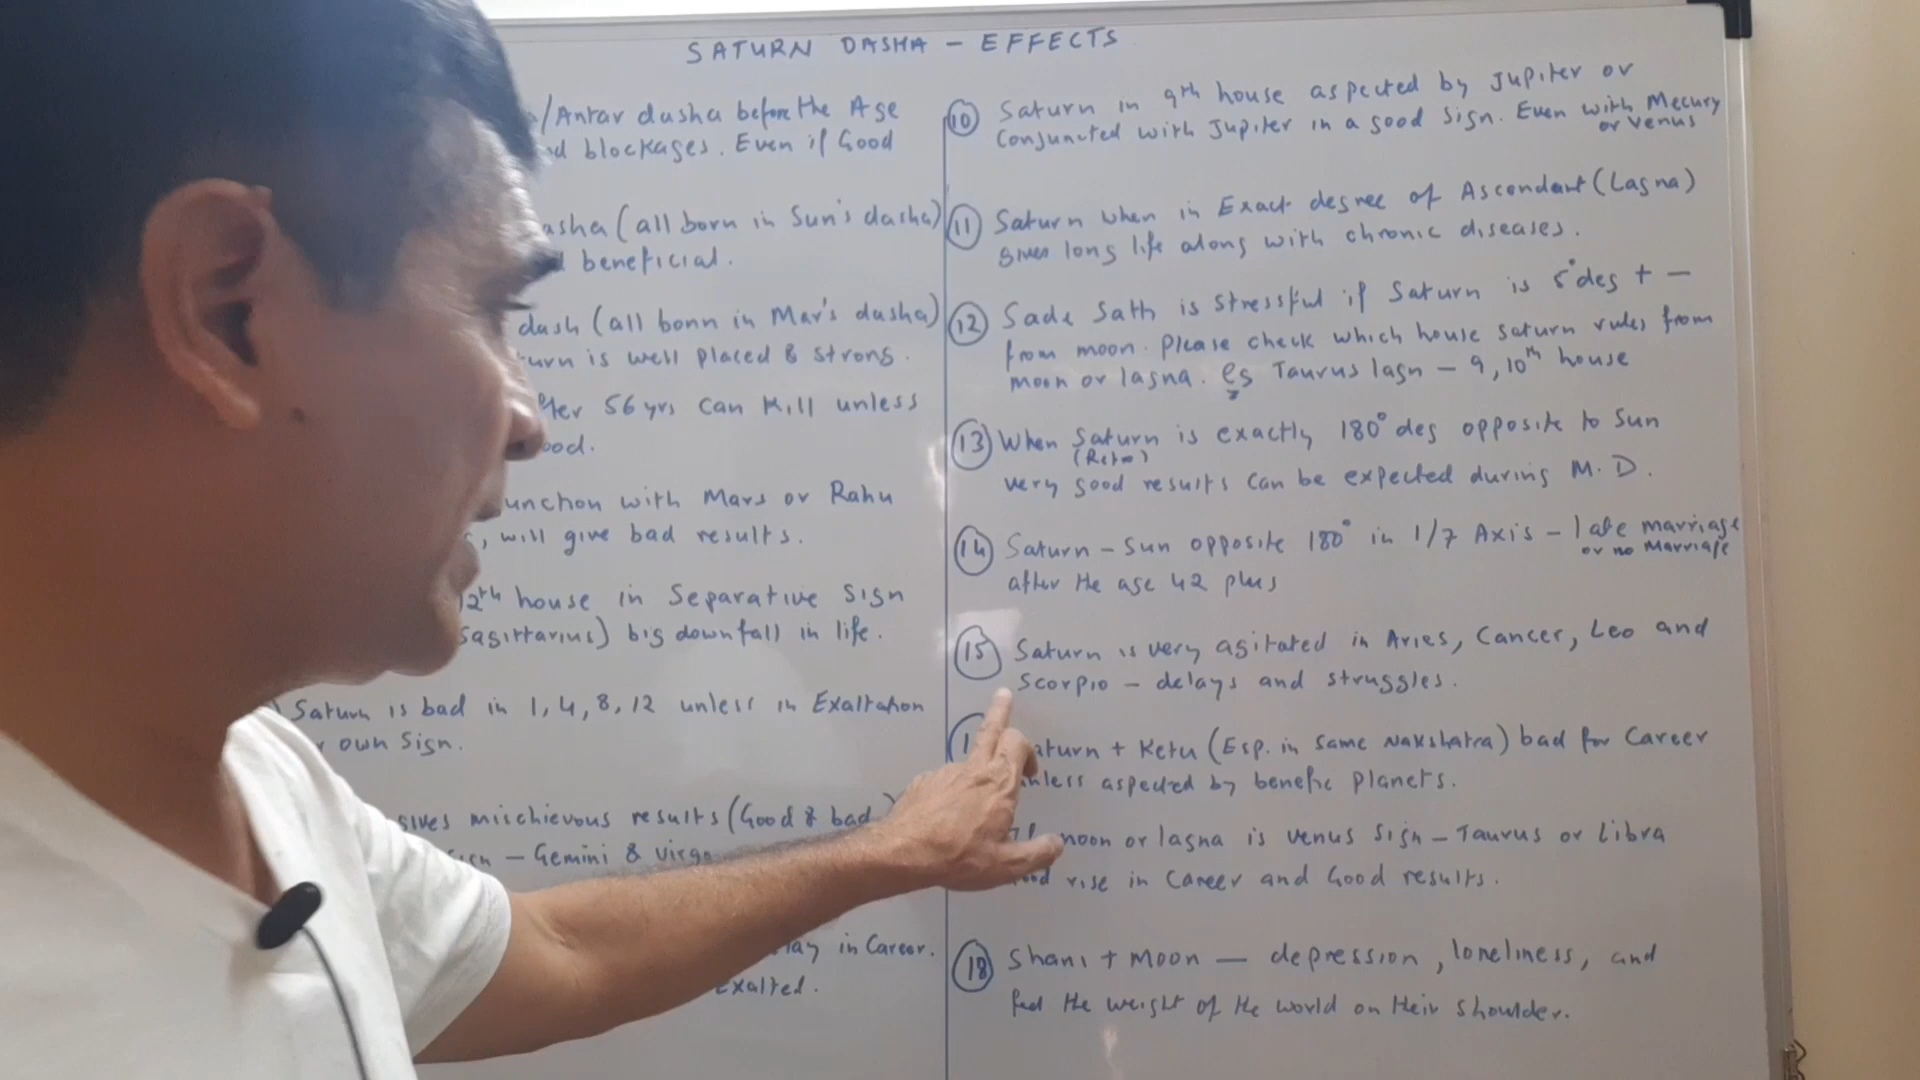 SATURN DASHA - EFFECTS
/Antar dasha before the Age
blockages. Even if Good
(all born in Sun's dasha)
beneficial.
dash (all bonn in Mar's dasha)
is well placed & strong.
56 yrs can kill unless
with Mars or Rahu
, will give bad results.
house in Separative Sign
Sagittarius) big downfall in life.
Saturn is bad in 1, 4, 8, 12 unless in Exaltation
own Sign.
gives mischievous results (Good & bad
- Gemini & Virgo
in Career.
exalted.
10 Saturn in 9th house aspected by Jupiter or
Conjuncted with Jupiter in a good Sign. Even with Mecury
or Venus
11 Saturn when in Exact degree of Ascendant (Lagna)
gives long life along with chronic diseases.
12 Sade Sath is stressful if Saturn is 5° deg + -
from moon. Please check which house saturn rules from
moon or lagna. eg Taurus lagn - 9, 10th house
13 When Saturn is exactly 180° deg opposite to Sun
(Retro)
very good results can be expected during M. D.
14 Saturn - Sun opposite 180° in 1/7 Axis - late marriage
or no Marriage
after the age 42 plus
15 Saturn is very agitated in Aries, Cancer, Leo and
Scorpio - delays and struggles.
+ Ketu (Esp. in Same Nakshatra) bad for Career
aspected by benefic planets.
moon or lagna is Venus Sign - Taurus or Libra
rise in Career and Good results.
18 Shani + Moon - depression, loneliness, and
feel the weight of the world on their shoulder.